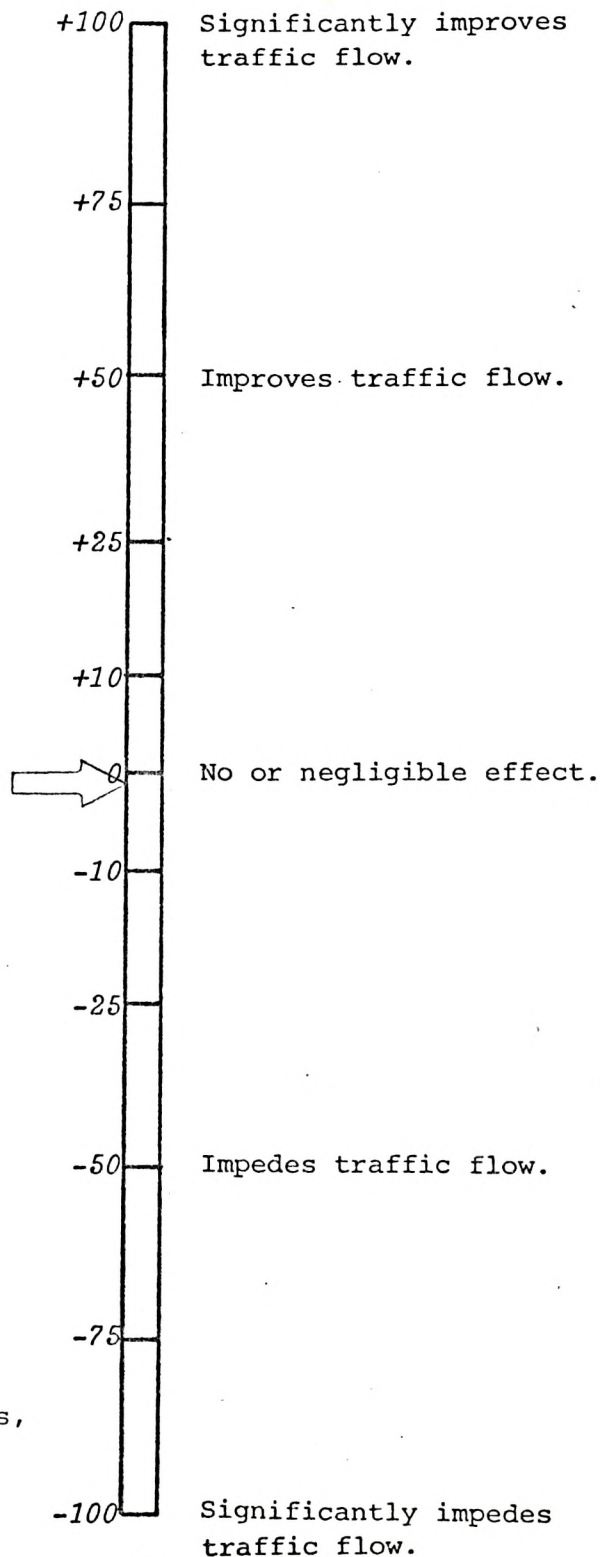 +100 Significantly improves
traffic flow.
+75
+50 Improves traffic flow.
+25
+10
0 No or negligible effect.
-10
-25
-50 Impedes traffic flow.
-75
s,
-100 Significantly impedes
traffic flow.